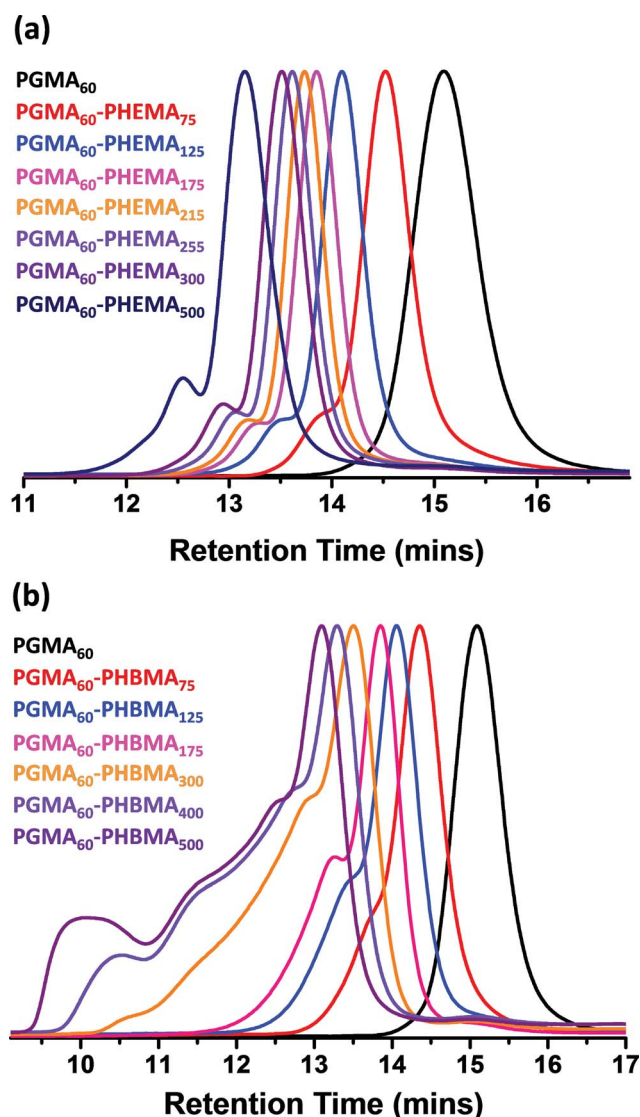 (a)
PGMA₆₀
PGMA₆₀-PHEMA₇₅
PGMA₆₀-PHEMA₁₂₅
PGMA₆₀-PHEMA₁₇₅
PGMA₆₀-PHEMA₂₁₅
PGMA₆₀-PHEMA₂₅₅
PGMA₆₀-PHEMA₃₀₀
PGMA₆₀-PHEMA₅₀₀
11 12 13 14 15 16
Retention Time (mins)
(b)
PGMA₆₀
PGMA₆₀-PHBMA₇₅
PGMA₆₀-PHBMA₁₂₅
PGMA₆₀-PHBMA₁₇₅
PGMA₆₀-PHBMA₃₀₀
PGMA₆₀-PHBMA₄₀₀
PGMA₆₀-PHBMA₅₀₀
10 11 12 13 14 15 16 17
Retention Time (mins)